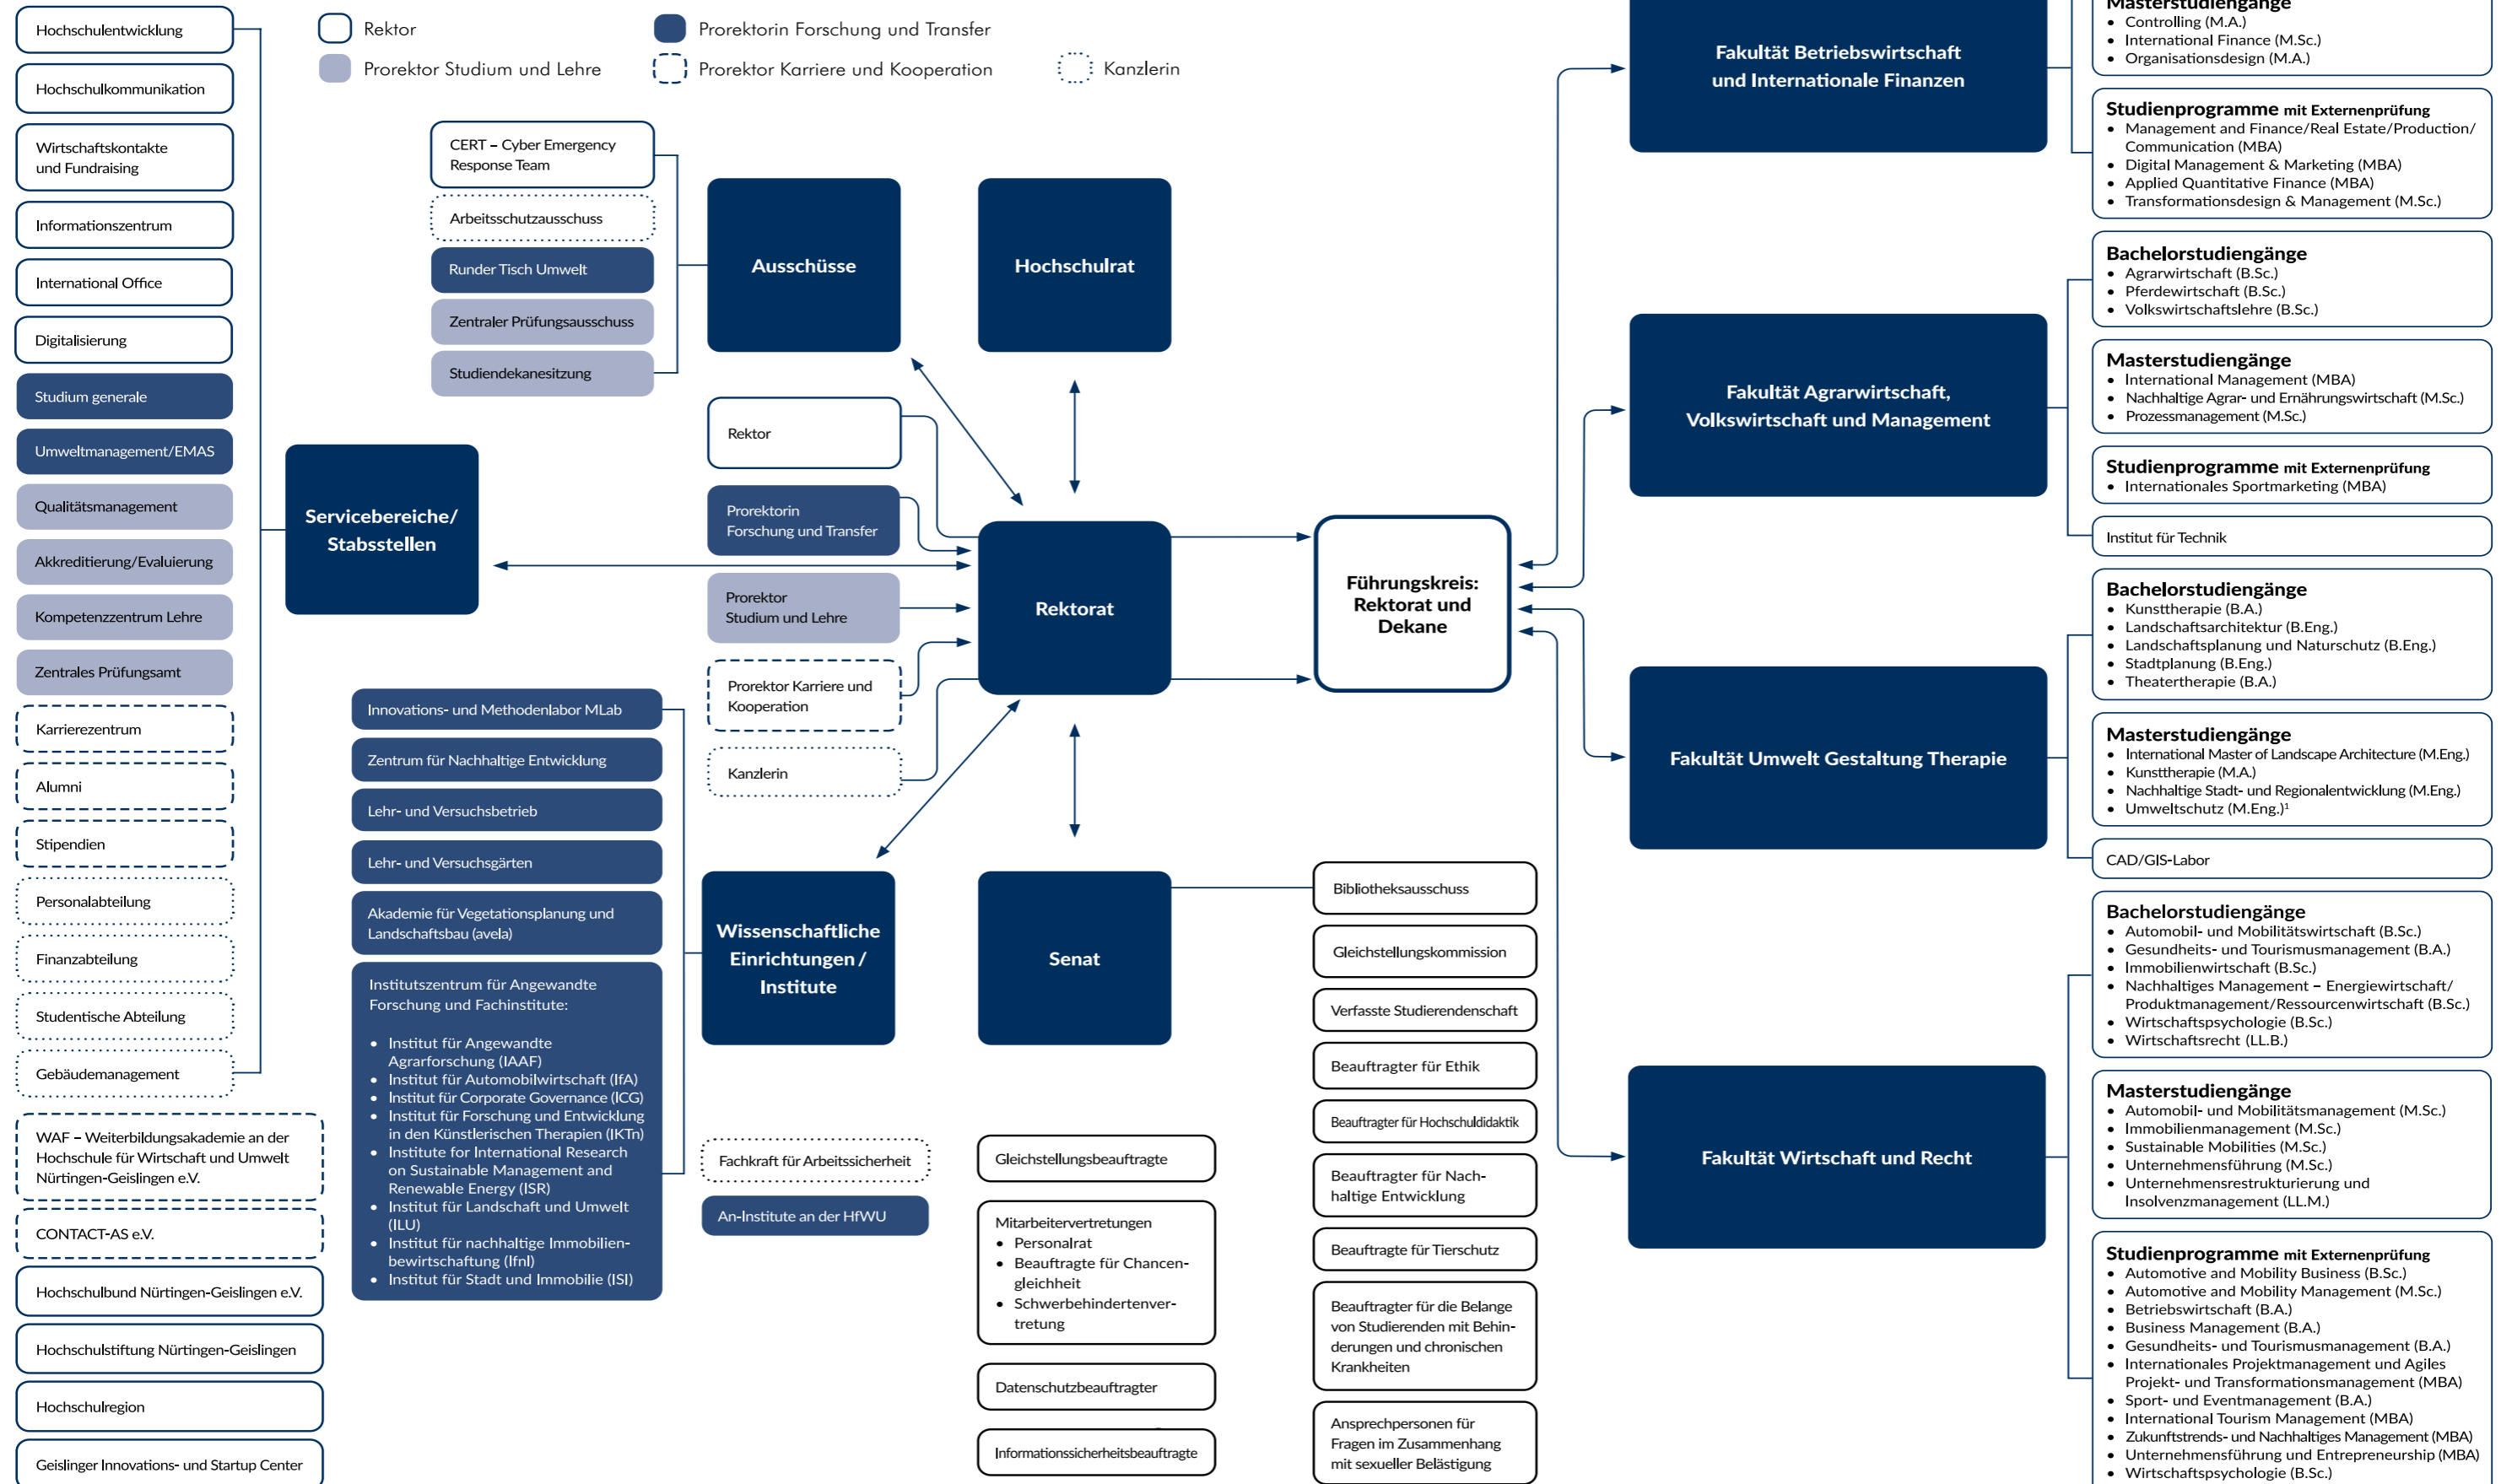 Hochschulentwicklung
Hochschulkommunikation
Wirtschaftskontakte
und Fundraising
Informationszentrum
International Office
Digitalisierung
Studium generale
Umweltmanagement/EMAS
Qualitätsmanagement
Akkreditierung/Evaluierung
Kompetenzzentrum Lehre
Zentrales Prüfungsamt
Karrierezentrum
Alumni
Stipendien
Personalabteilung
Finanzabteilung
Studentische Abteilung
Gebäudemanagement
WAF – Weiterbildungsakademie an der
Hochschule für Wirtschaft und Umwelt
Nürtingen-Geislingen e.V.
CONTACT-AS e.V.
Hochschulbund Nürtingen-Geislingen e.V.
Hochschulstiftung Nürtingen-Geislingen
Hochschulregion
Geislinger Innovations- und Startup Center
Servicebereiche/
Stabsstellen
Rektor
Prorektorin Forschung und Transfer
Prorektor Studium und Lehre
Prorektor Karriere und Kooperation
Kanzlerin
CERT – Cyber Emergency
Response Team
Arbeitsschutzausschuss
Runder Tisch Umwelt
Zentraler Prüfungsausschuss
Studiendekanesitzung
Ausschüsse
Hochschulrat
Rektor
Prorektorin
Forschung und Transfer
Prorektor
Studium und Lehre
Prorektor Karriere und
Kooperation
Kanzlerin
Rektorat
Führungskreis:
Rektorat und
Dekane
Innovations- und Methodenlabor MLab
Zentrum für Nachhaltige Entwicklung
Lehr- und Versuchsbetrieb
Lehr- und Versuchsgärten
Akademie für Vegetationsplanung und
Landschaftsbau (avela)
Institutszentrum für Angewandte
Forschung und Fachinstitute:
• Institut für Angewandte
Agrarforschung (IAAF)
• Institut für Automobilwirtschaft (IfA)
• Institut für Corporate Governance (ICG)
• Institut für Forschung und Entwicklung
in den Künstlerischen Therapien (IKTn)
• Institute for International Research
on Sustainable Management and
Renewable Energy (ISR)
• Institut für Landschaft und Umwelt
(ILU)
• Institut für nachhaltige Immobilien-
bewirtschaftung (IfnI)
• Institut für Stadt und Immobilie (ISI)
Wissenschaftliche
Einrichtungen /
Institute
Fachkraft für Arbeitssicherheit
An-Institute an der HfWU
Senat
Gleichstellungsbeauftragte
Mitarbeitervertretungen
• Personalrat
• Beauftragte für Chancen-
gleichheit
• Schwerbehindertenver-
tretung
Datenschutzbeauftragter
Informationssicherheitsbeauftragte
Bibliotheksausschuss
Gleichstellungskommission
Verfasste Studierendenschaft
Beauftragter für Ethik
Beauftragter für Hochschuldidaktik
Beauftragter für Nach-
haltige Entwicklung
Beauftragte für Tierschutz
Beauftragter für die Belange
von Studierenden mit Behin-
derungen und chronischen
Krankheiten
Ansprechpersonen für
Fragen im Zusammenhang
mit sexueller Belästigung
Fakultät Betriebswirtschaft
und Internationale Finanzen
Masterstudiengänge
• Controlling (M.A.)
• International Finance (M.Sc.)
• Organisationsdesign (M.A.)
Studienprogramme mit Externenprüfung
• Management and Finance/Real Estate/Production/
Communication (MBA)
• Digital Management & Marketing (MBA)
• Applied Quantitative Finance (MBA)
• Transformationsdesign & Management (M.Sc.)
Fakultät Agrarwirtschaft,
Volkswirtschaft und Management
Bachelorstudiengänge
• Agrarwirtschaft (B.Sc.)
• Pferdewirtschaft (B.Sc.)
• Volkswirtschaftslehre (B.Sc.)
Masterstudiengänge
• International Management (MBA)
• Nachhaltige Agrar- und Ernährungswirtschaft (M.Sc.)
• Prozessmanagement (M.Sc.)
Studienprogramme mit Externenprüfung
• Internationales Sportmarketing (MBA)
Institut für Technik
Fakultät Umwelt Gestaltung Therapie
Bachelorstudiengänge
• Kunsttherapie (B.A.)
• Landschaftsarchitektur (B.Eng.)
• Landschaftsplanung und Naturschutz (B.Eng.)
• Stadtplanung (B.Eng.)
• Theatertherapie (B.A.)
Masterstudiengänge
• International Master of Landscape Architecture (M.Eng.)
• Kunsttherapie (M.A.)
• Nachhaltige Stadt- und Regionalentwicklung (M.Eng.)
• Umweltschutz (M.Eng.)¹
CAD/GIS-Labor
Fakultät Wirtschaft und Recht
Bachelorstudiengänge
• Automobil- und Mobilitätswirtschaft (B.Sc.)
• Gesundheits- und Tourismusmanagement (B.A.)
• Immobilienwirtschaft (B.Sc.)
• Nachhaltiges Management – Energiewirtschaft/
Produktmanagement/Ressourcenwirtschaft (B.Sc.)
• Wirtschaftspsychologie (B.Sc.)
• Wirtschaftsrecht (LL.B.)
Masterstudiengänge
• Automobil- und Mobilitätsmanagement (M.Sc.)
• Immobilienmanagement (M.Sc.)
• Sustainable Mobilities (M.Sc.)
• Unternehmensführung (M.Sc.)
• Unternehmensrestrukturierung und
Insolvenzmanagement (LL.M.)
Studienprogramme mit Externenprüfung
• Automotive and Mobility Business (B.Sc.)
• Automotive and Mobility Management (M.Sc.)
• Betriebswirtschaft (B.A.)
• Business Management (B.A.)
• Gesundheits- und Tourismusmanagement (B.A.)
• Internationales Projektmanagement und Agiles
Projekt- und Transformationsmanagement (MBA)
• Sport- und Eventmanagement (B.A.)
• International Tourism Management (MBA)
• Zukunftstrends- und Nachhaltiges Management (MBA)
• Unternehmensführung und Entrepreneurship (MBA)
• Wirtschaftspsychologie (B.Sc.)